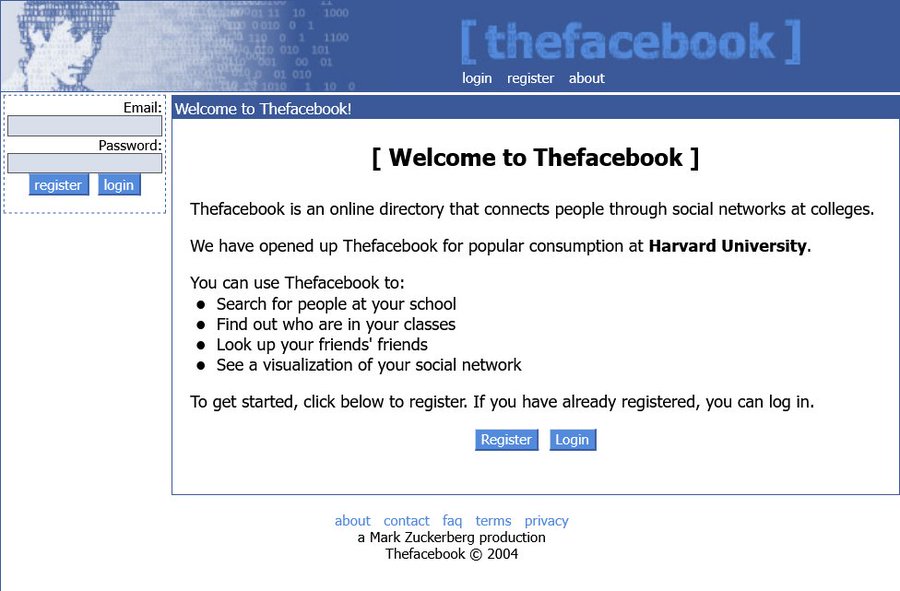 [ thefacebook ]
login register about
Email:
Password:
register login
Welcome to Thefacebook!
[ Welcome to Thefacebook ]
Thefacebook is an online directory that connects people through social networks at colleges.
We have opened up Thefacebook for popular consumption at Harvard University.
You can use Thefacebook to:
● Search for people at your school
● Find out who are in your classes
● Look up your friends' friends
● See a visualization of your social network
To get started, click below to register. If you have already registered, you can log in.
Register Login
about contact faq terms privacy
a Mark Zuckerberg production
Thefacebook © 2004